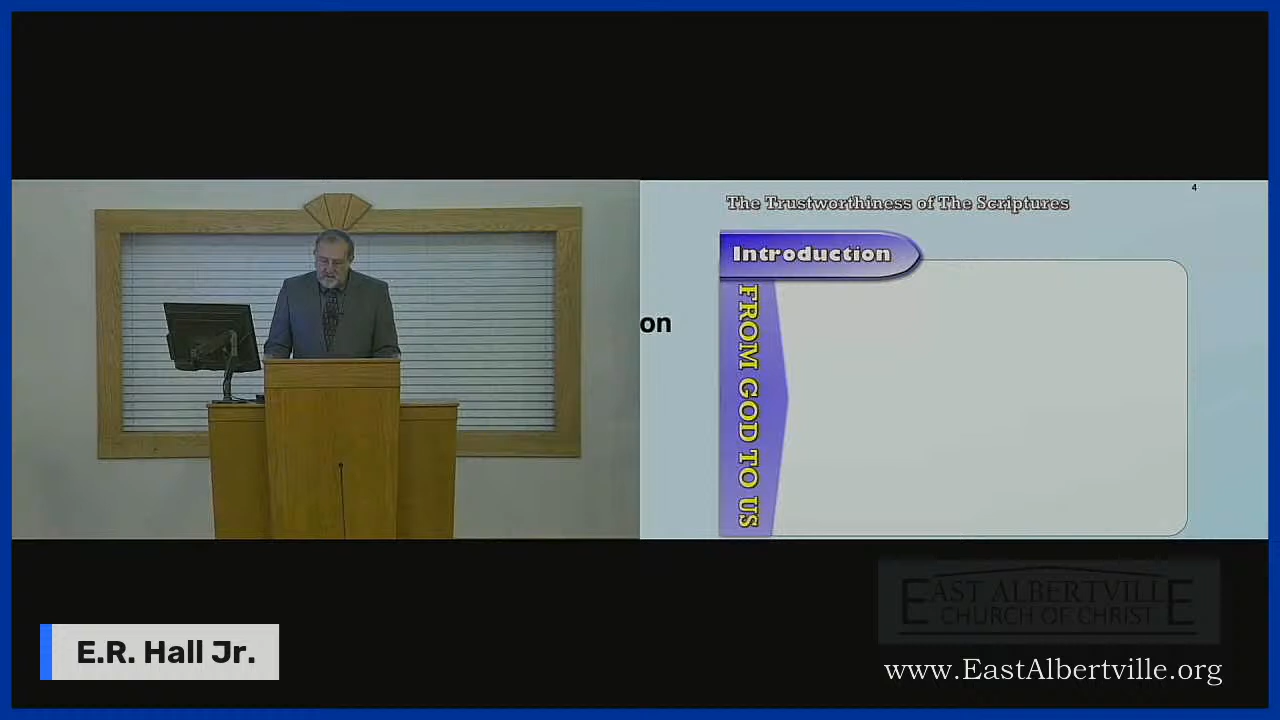 4
The Trustworthiness of The Scriptures
Introduction
on
FROM GOD TO US
EAST ALBERTVILLE
CHURCH OF CHRIST
E.R. Hall Jr.
www.EastAlbertville.org